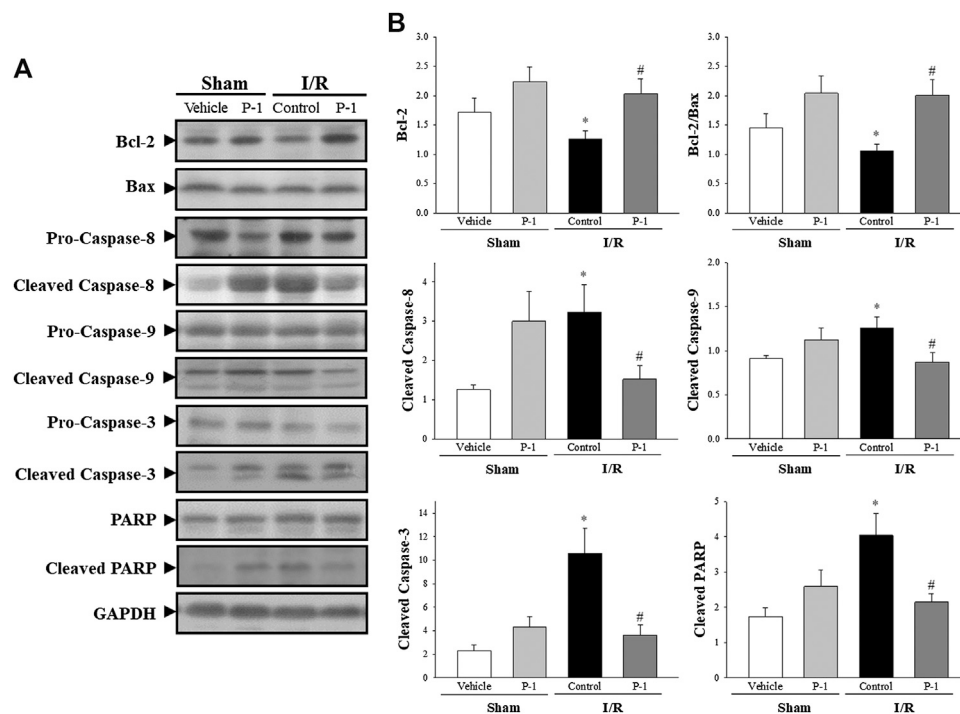 A
Sham I/R
Vehicle P-1 Control P-1
Bcl-2
Bax
Pro-Caspase-8
Cleaved Caspase-8
Pro-Caspase-9
Cleaved Caspase-9
Pro-Caspase-3
Cleaved Caspase-3
PARP
Cleaved PARP
GAPDH
B
Bcl-2
3.0
2.5
2.0
1.5
1.0
0.5
0.0
*
#
Vehicle P-1 Control P-1
Sham I/R
Bcl-2/Bax
3.0
2.5
2.0
1.5
1.0
0.5
0.0
*
#
Vehicle P-1 Control P-1
Sham I/R
Cleaved Caspase-8
4
3
2
1
0
*
#
Vehicle P-1 Control P-1
Sham I/R
Cleaved Caspase-9
2.0
1.5
1.0
0.5
0.0
*
#
Vehicle P-1 Control P-1
Sham I/R
Cleaved Caspase-3
14
12
10
8
6
4
2
0
*
#
Vehicle P-1 Control P-1
Sham I/R
Cleaved PARP
5
4
3
2
1
0
*
#
Vehicle P-1 Control P-1
Sham I/R